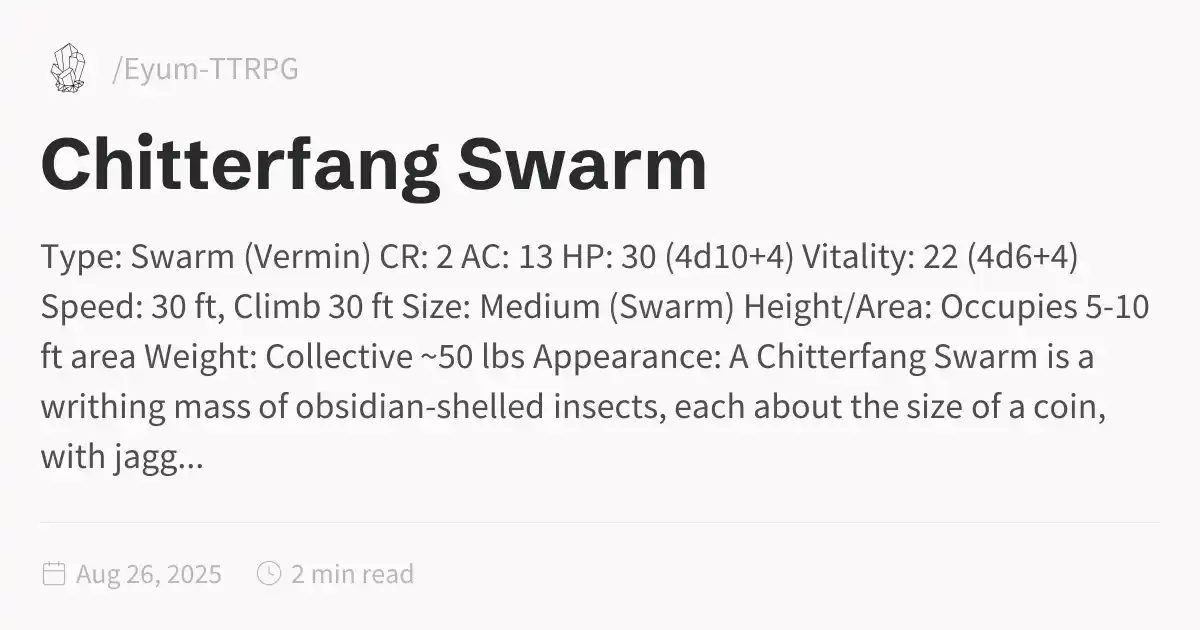 /Eyum-TTRPG
Chitterfang Swarm
Type: Swarm (Vermin) CR: 2 AC: 13 HP: 30 (4d10+4) Vitality: 22 (4d6+4)
Speed: 30 ft, Climb 30 ft Size: Medium (Swarm) Height/Area: Occupies 5-10
ft area Weight: Collective ~50 lbs Appearance: A Chitterfang Swarm is a
writhing mass of obsidian-shelled insects, each about the size of a coin,
with jagg...
Aug 26, 2025 2 min read